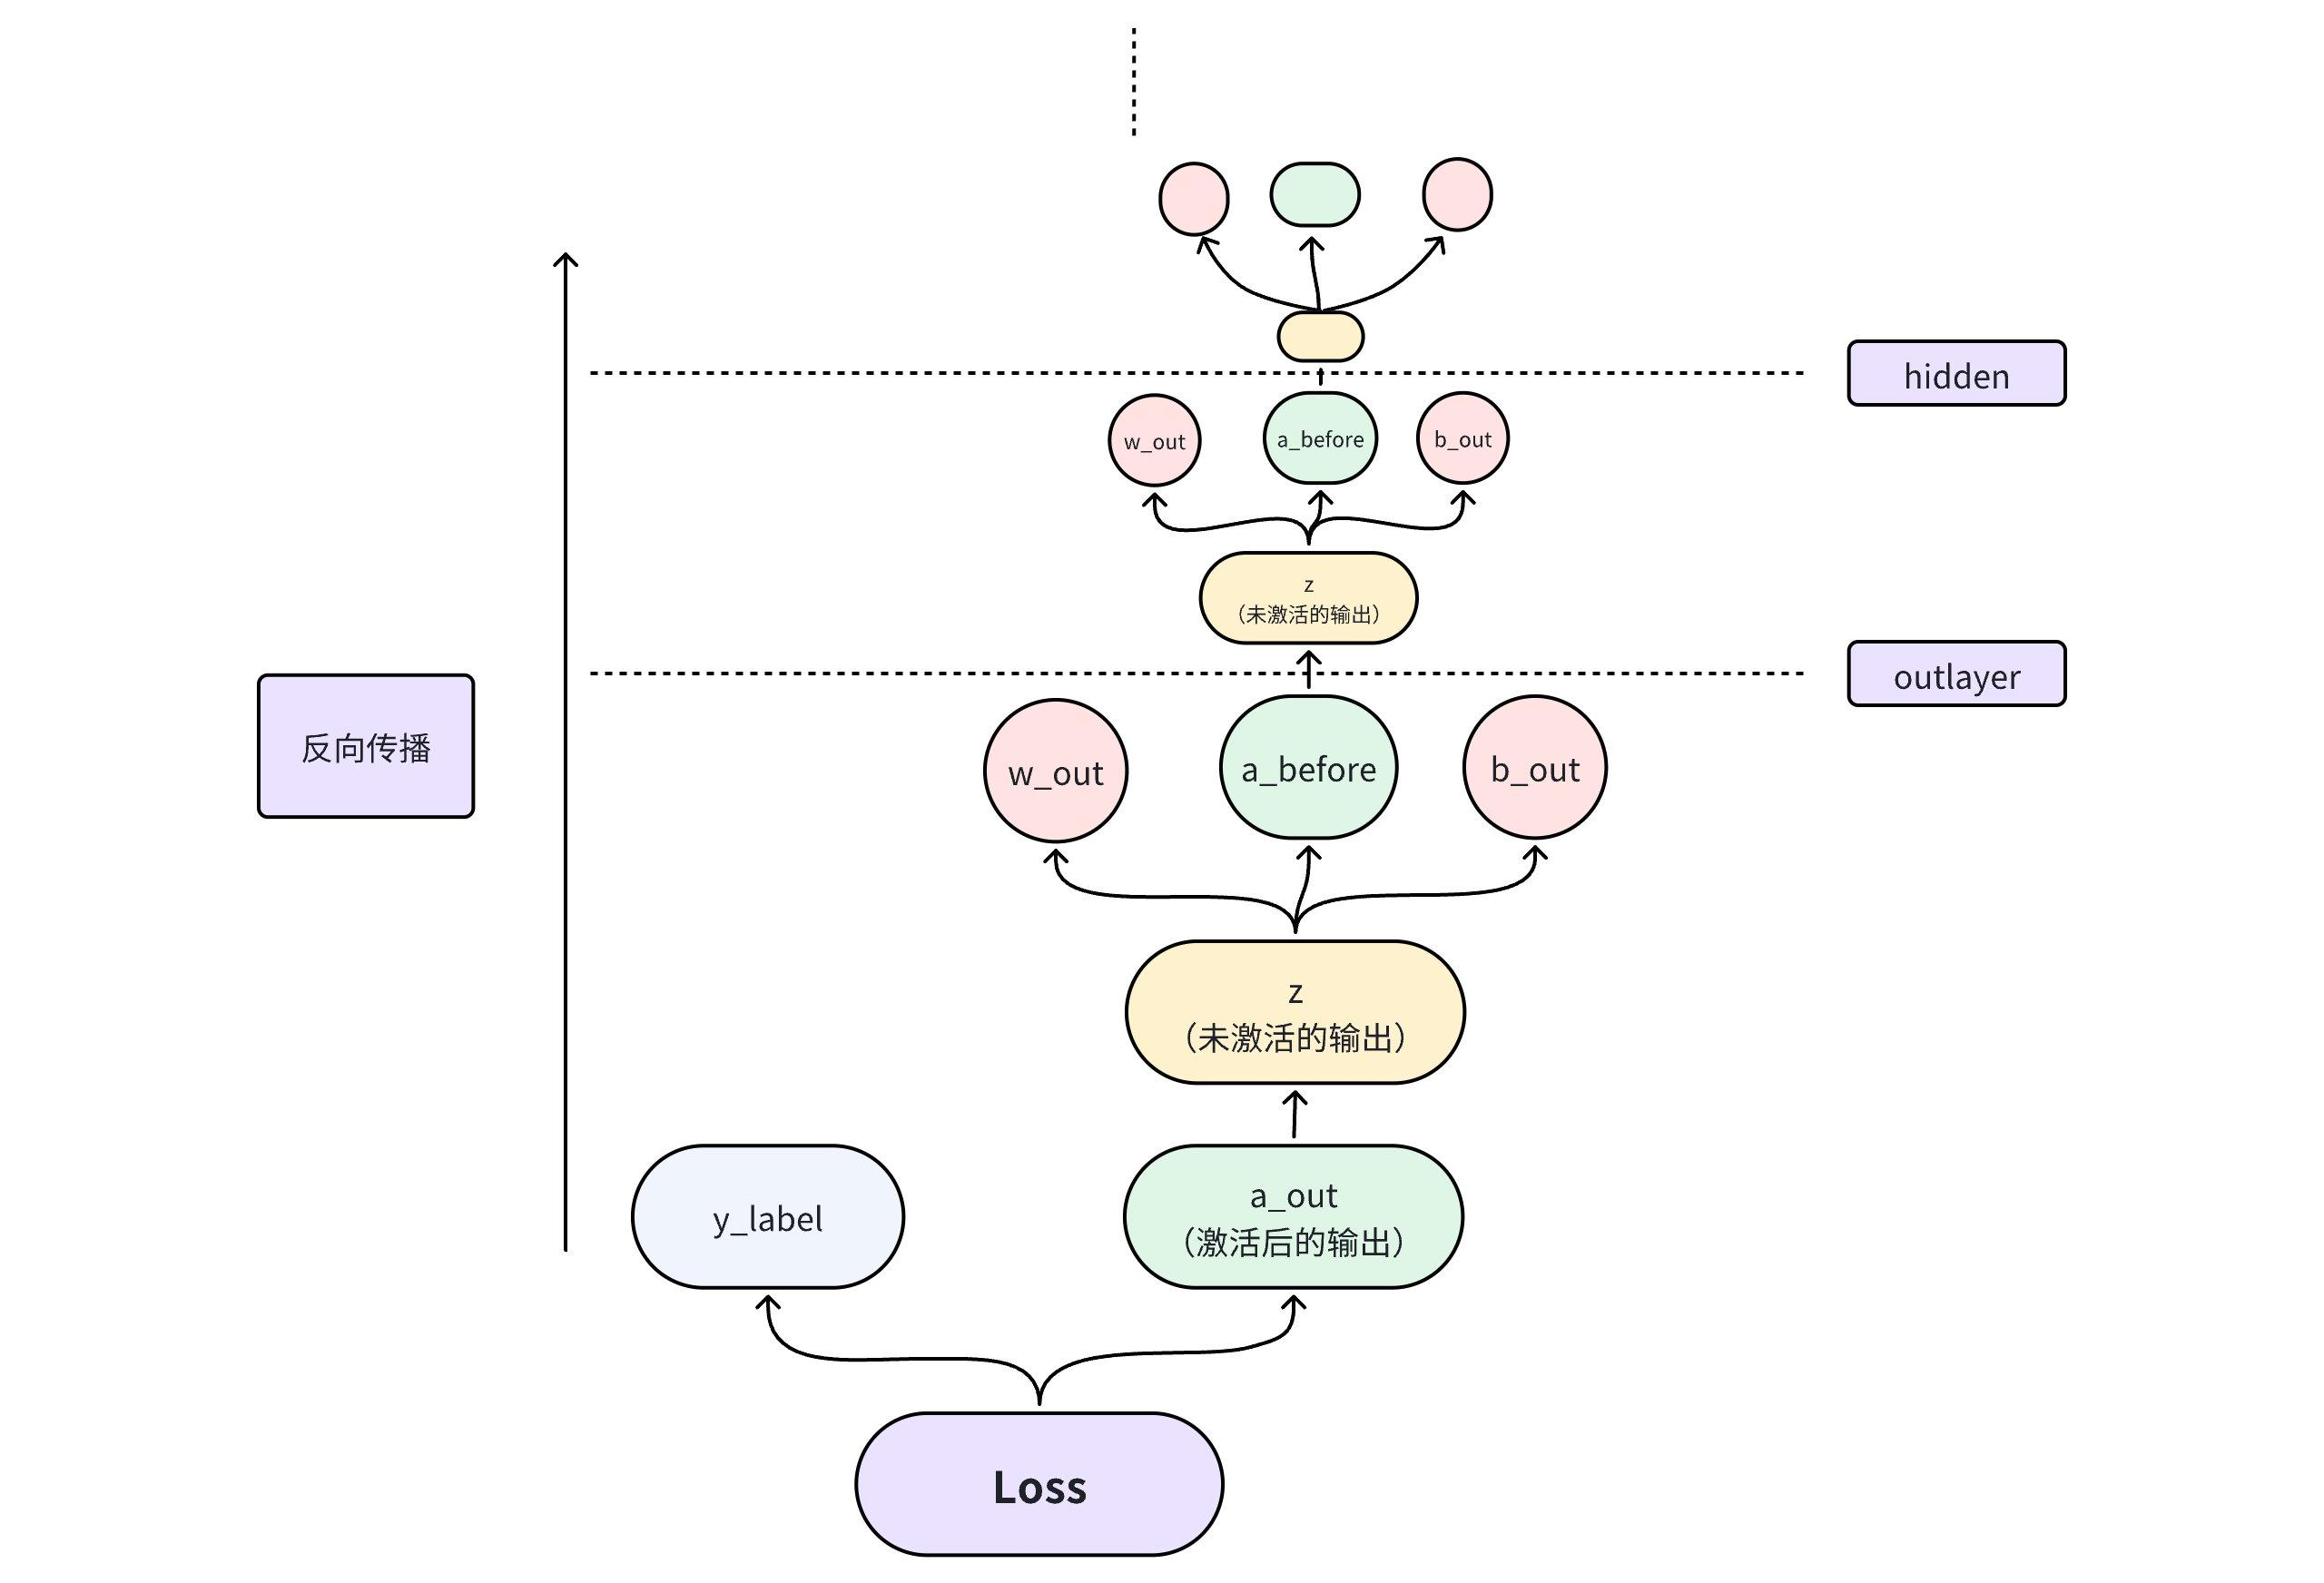 hidden
w_out
a_before
b_out
z
（未激活的输出）
outlayer
反向传播
w_out
a_before
b_out
z
（未激活的输出）
y_label
a_out
（激活后的输出）
Loss